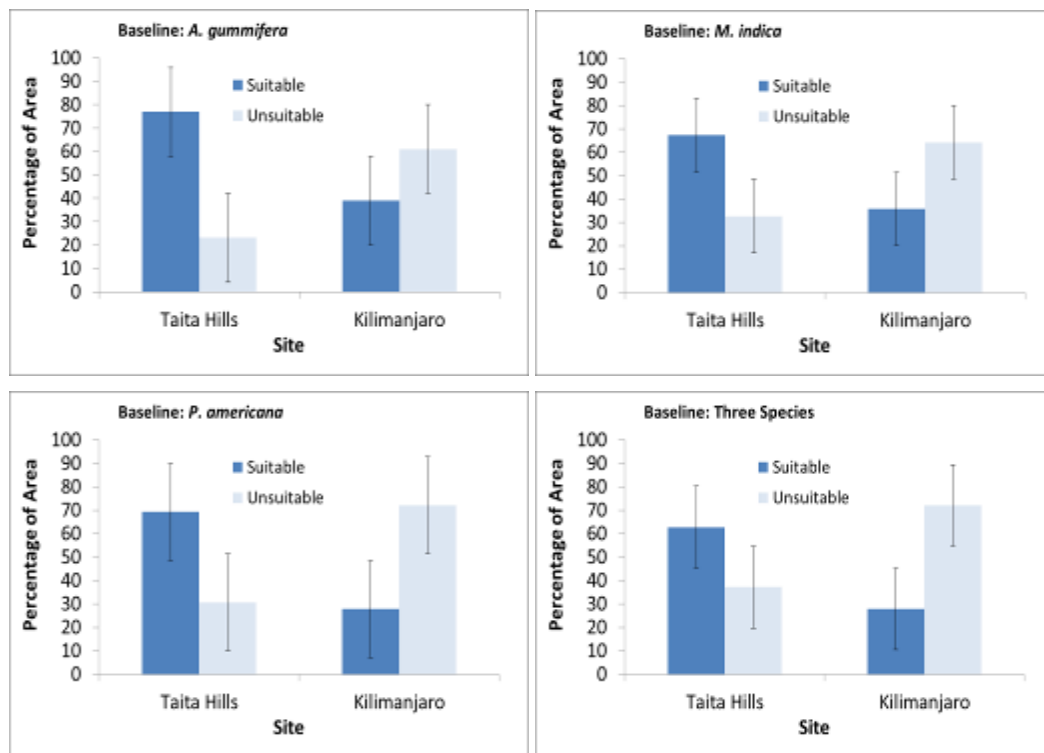 Baseline: A. gummifera
Percentage of Area
100
90
80
70
60
50
40
30
20
10
0
Suitable
Unsuitable
Taita Hills
Kilimanjaro
Site
Baseline: M. indica
Percentage of Area
100
90
80
70
60
50
40
30
20
10
0
Suitable
Unsuitable
Taita Hills
Kilimanjaro
Site
Baseline: P. americana
Percentage of Area
100
90
80
70
60
50
40
30
20
10
0
Suitable
Unsuitable
Taita Hills
Kilimanjaro
Site
Baseline: Three Species
Percentage of Area
100
90
80
70
60
50
40
30
20
10
0
Suitable
Unsuitable
Taita Hills
Kilimanjaro
Site